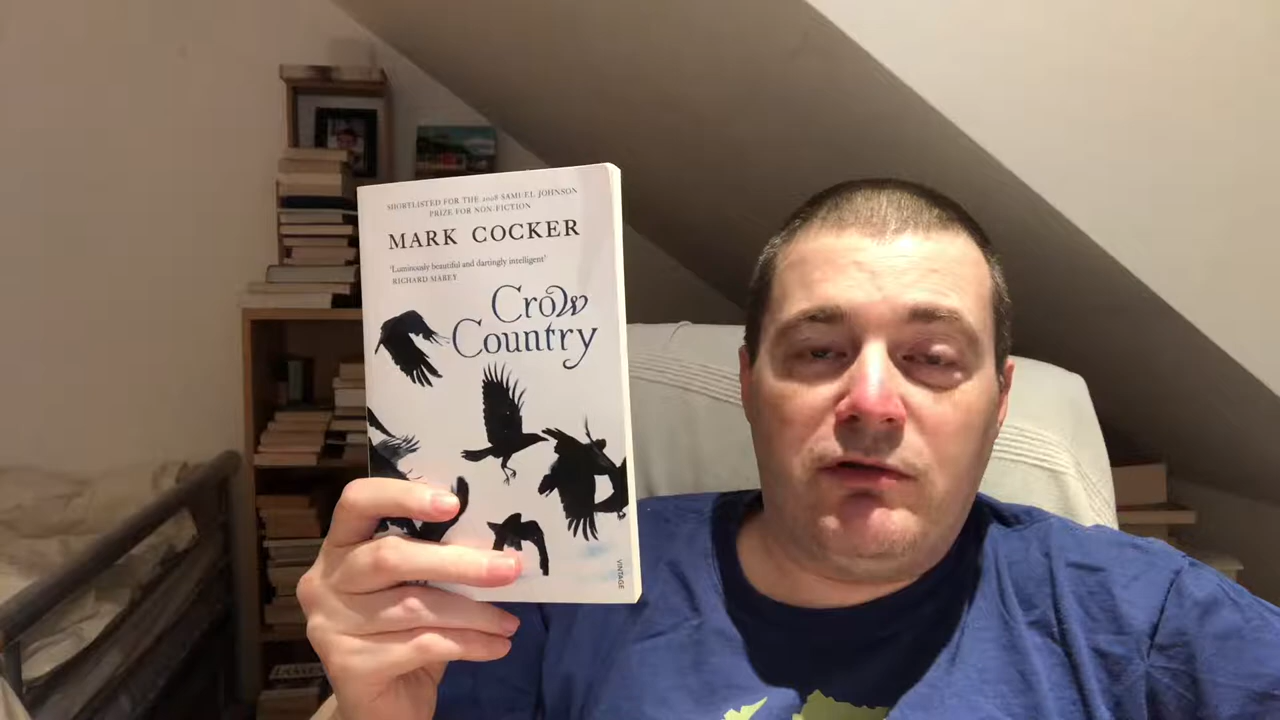 SHORTLISTED FOR THE 2008 SAMUEL JOHNSON
PRIZE FOR NON-FICTION
MARK COCKER
'Luminously beautiful and dartingly intelligent'
RICHARD MABEY
Crow
Country
VINTAGE